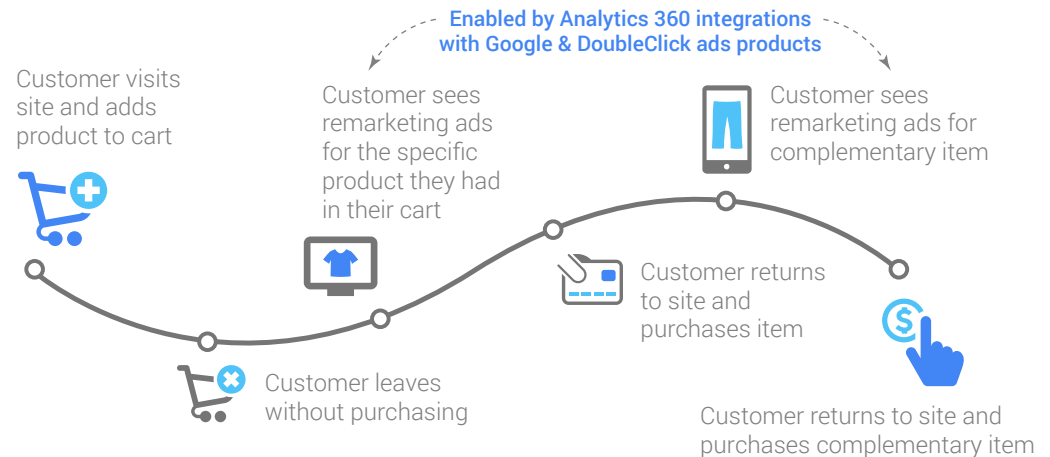 Enabled by Analytics 360 integrations
with Google & DoubleClick ads products
Customer visits
site and adds
product to cart
Customer leaves
without purchasing
Customer sees
remarketing ads
for the specific
product they had
in their cart
Customer returns
to site and
purchases item
Customer sees
remarketing ads for
complementary item
$
Customer returns to site and
purchases complementary item